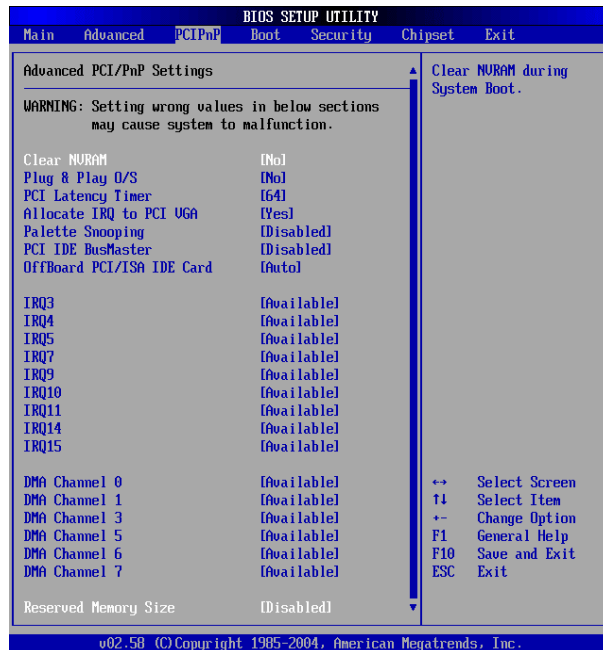 BIOS SETUP UTILITY
Main Advanced PCIPnP Boot Security Chipset Exit
Advanced PCI/PnP Settings
WARNING: Setting wrong values in below sections
may cause system to malfunction.
Clear NVRAM [No]
Plug & Play O/S [No]
PCI Latency Timer [64]
Allocate IRQ to PCI VGA [Yes]
Palette Snooping [Disabled]
PCI IDE BusMaster [Disabled]
OffBoard PCI/ISA IDE Card [Auto]
IRQ3 [Available]
IRQ4 [Available]
IRQ5 [Available]
IRQ7 [Available]
IRQ9 [Available]
IRQ10 [Available]
IRQ11 [Available]
IRQ14 [Available]
IRQ15 [Available]
DMA Channel 0 [Available]
DMA Channel 1 [Available]
DMA Channel 3 [Available]
DMA Channel 5 [Available]
DMA Channel 6 [Available]
DMA Channel 7 [Available]
Reserved Memory Size [Disabled]
Clear NVRAM during
System Boot.
↔ Select Screen
↑↓ Select Item
+- Change Option
F1 General Help
F10 Save and Exit
ESC Exit
v02.58 (C)Copyright 1985-2004, American Megatrends, Inc.